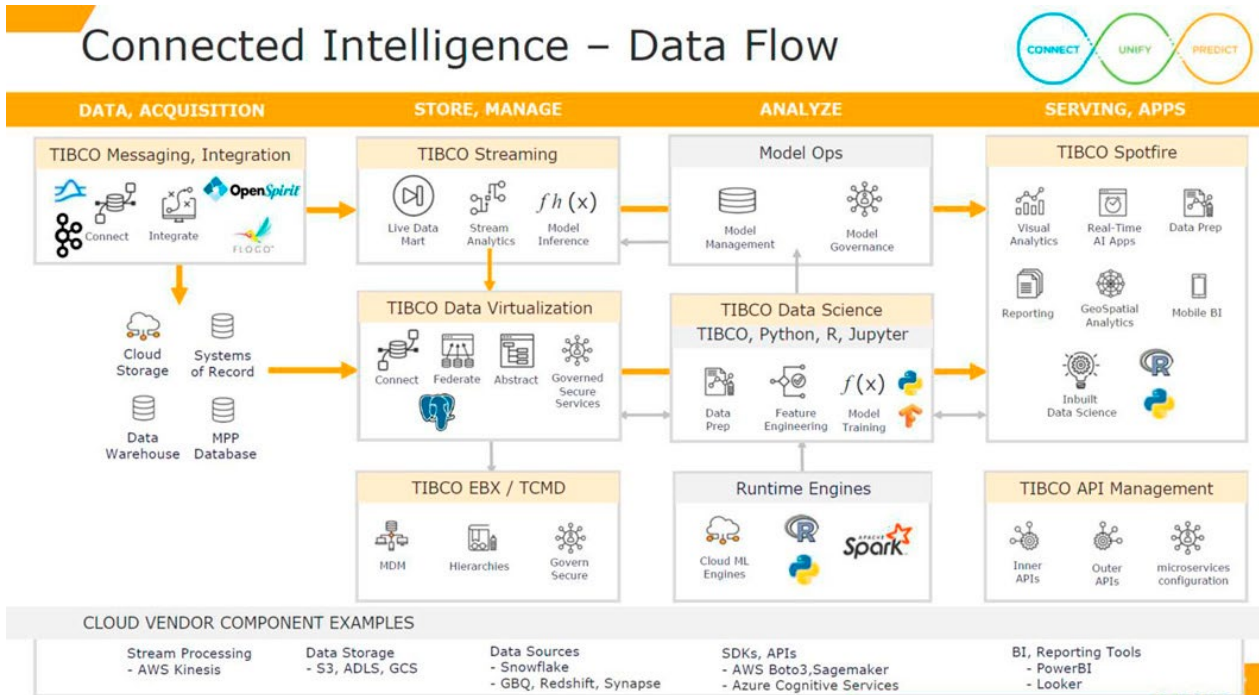 Connected Intelligence – Data Flow
CONNECT
UNIFY
PREDICT
DATA, ACQUISITION
STORE, MANAGE
ANALYZE
SERVING, APPS
TIBCO Messaging, Integration
OpenSpirit
Connect
Integrate
FLOGO
Cloud
Storage
Systems
of Record
Data
Warehouse
MPP
Database
TIBCO Streaming
fh(x)
Live Data
Mart
Stream
Analytics
Model
Inference
TIBCO Data Virtualization
Connect
Federate
Abstract
Governed
Secure
Services
TIBCO EBX / TCMD
MDM
Hierarchies
Govern
Secure
Model Ops
Model
Management
Model
Governance
TIBCO Data Science
TIBCO, Python, R, Jupyter
f(x)
Data
Prep
Feature
Engineering
Model
Training
Runtime Engines
R
APACHE
Spark
Cloud ML
Engines
TIBCO Spotfire
Visual
Analytics
Real-Time
AI Apps
Data Prep
Reporting
GeoSpatial
Analytics
Mobile BI
R
Inbuilt
Data Science
TIBCO API Management
Inner
APIs
Outer
APIs
microservices
configuration
CLOUD VENDOR COMPONENT EXAMPLES
Stream Processing
- AWS Kinesis
Data Storage
- S3, ADLS, GCS
Data Sources
- Snowflake
- GBQ, Redshift, Synapse
SDKs, APIs
- AWS Boto3,Sagemaker
- Azure Cognitive Services
BI, Reporting Tools
- PowerBI
- Looker